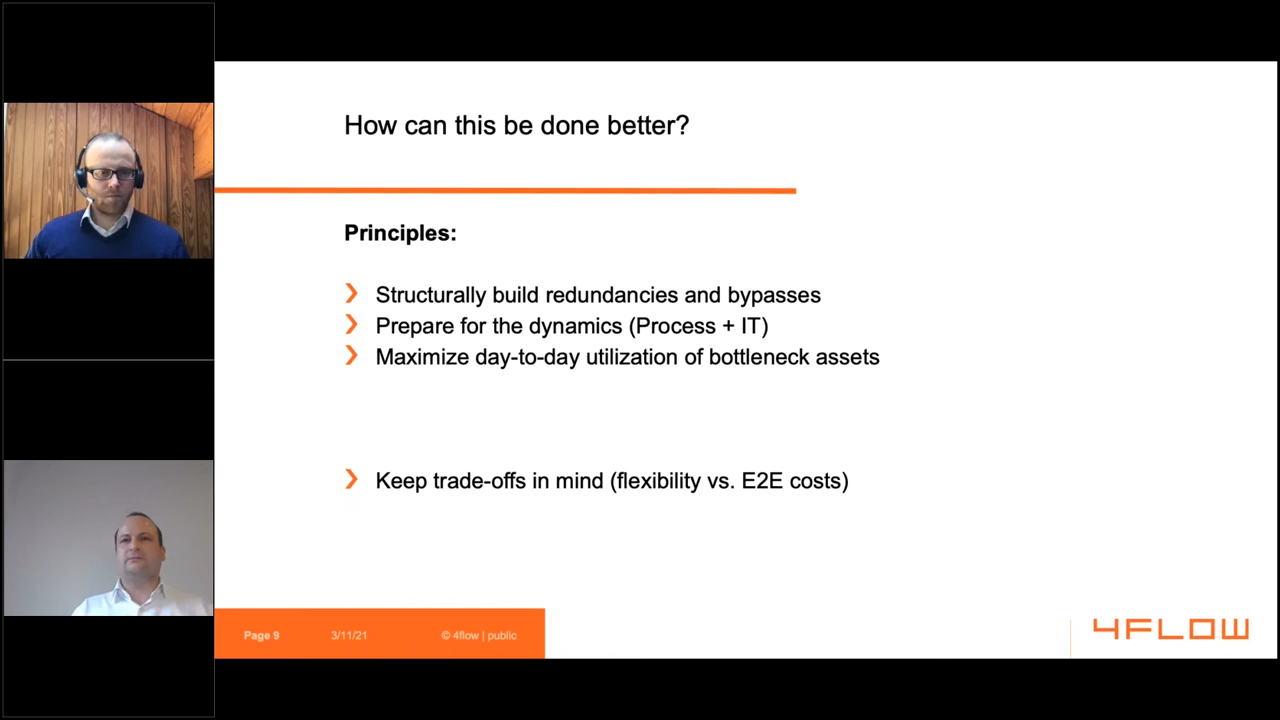 How can this be done better?
Principles:
❯ Structurally build redundancies and bypasses
❯ Prepare for the dynamics (Process + IT)
❯ Maximize day-to-day utilization of bottleneck assets
❯ Keep trade-offs in mind (flexibility vs. E2E costs)
Page 9 3/11/21 © 4flow | public
4FLOW